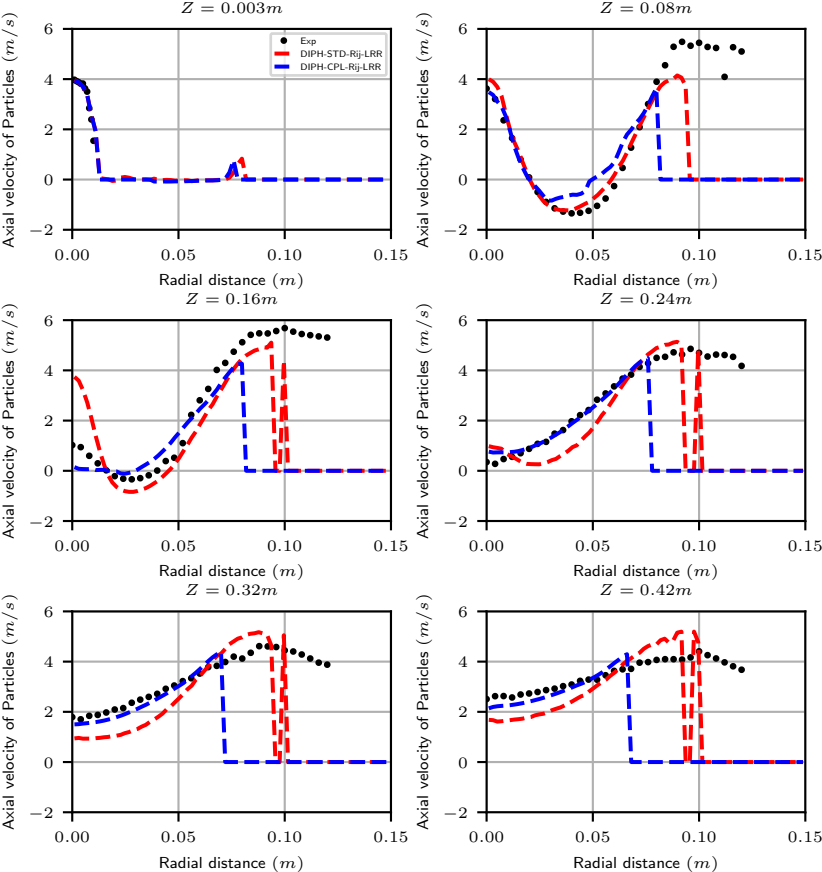 Z = 0.003m
Z = 0.08m
Axial velocity of Particles (m/s)
6
4
2
0
−2
Exp
DIPH-STD-Rij-LRR
DIPH-CPL-Rij-LRR
0.00 0.05 0.10 0.15
Radial distance (m)
Axial velocity of Particles (m/s)
6
4
2
0
−2
0.00 0.05 0.10 0.15
Radial distance (m)
Z = 0.16m
Z = 0.24m
Axial velocity of Particles (m/s)
6
4
2
0
−2
0.00 0.05 0.10 0.15
Radial distance (m)
Axial velocity of Particles (m/s)
6
4
2
0
−2
0.00 0.05 0.10 0.15
Radial distance (m)
Z = 0.32m
Z = 0.42m
Axial velocity of Particles (m/s)
6
4
2
0
−2
0.00 0.05 0.10 0.15
Radial distance (m)
Axial velocity of Particles (m/s)
6
4
2
0
−2
0.00 0.05 0.10 0.15
Radial distance (m)